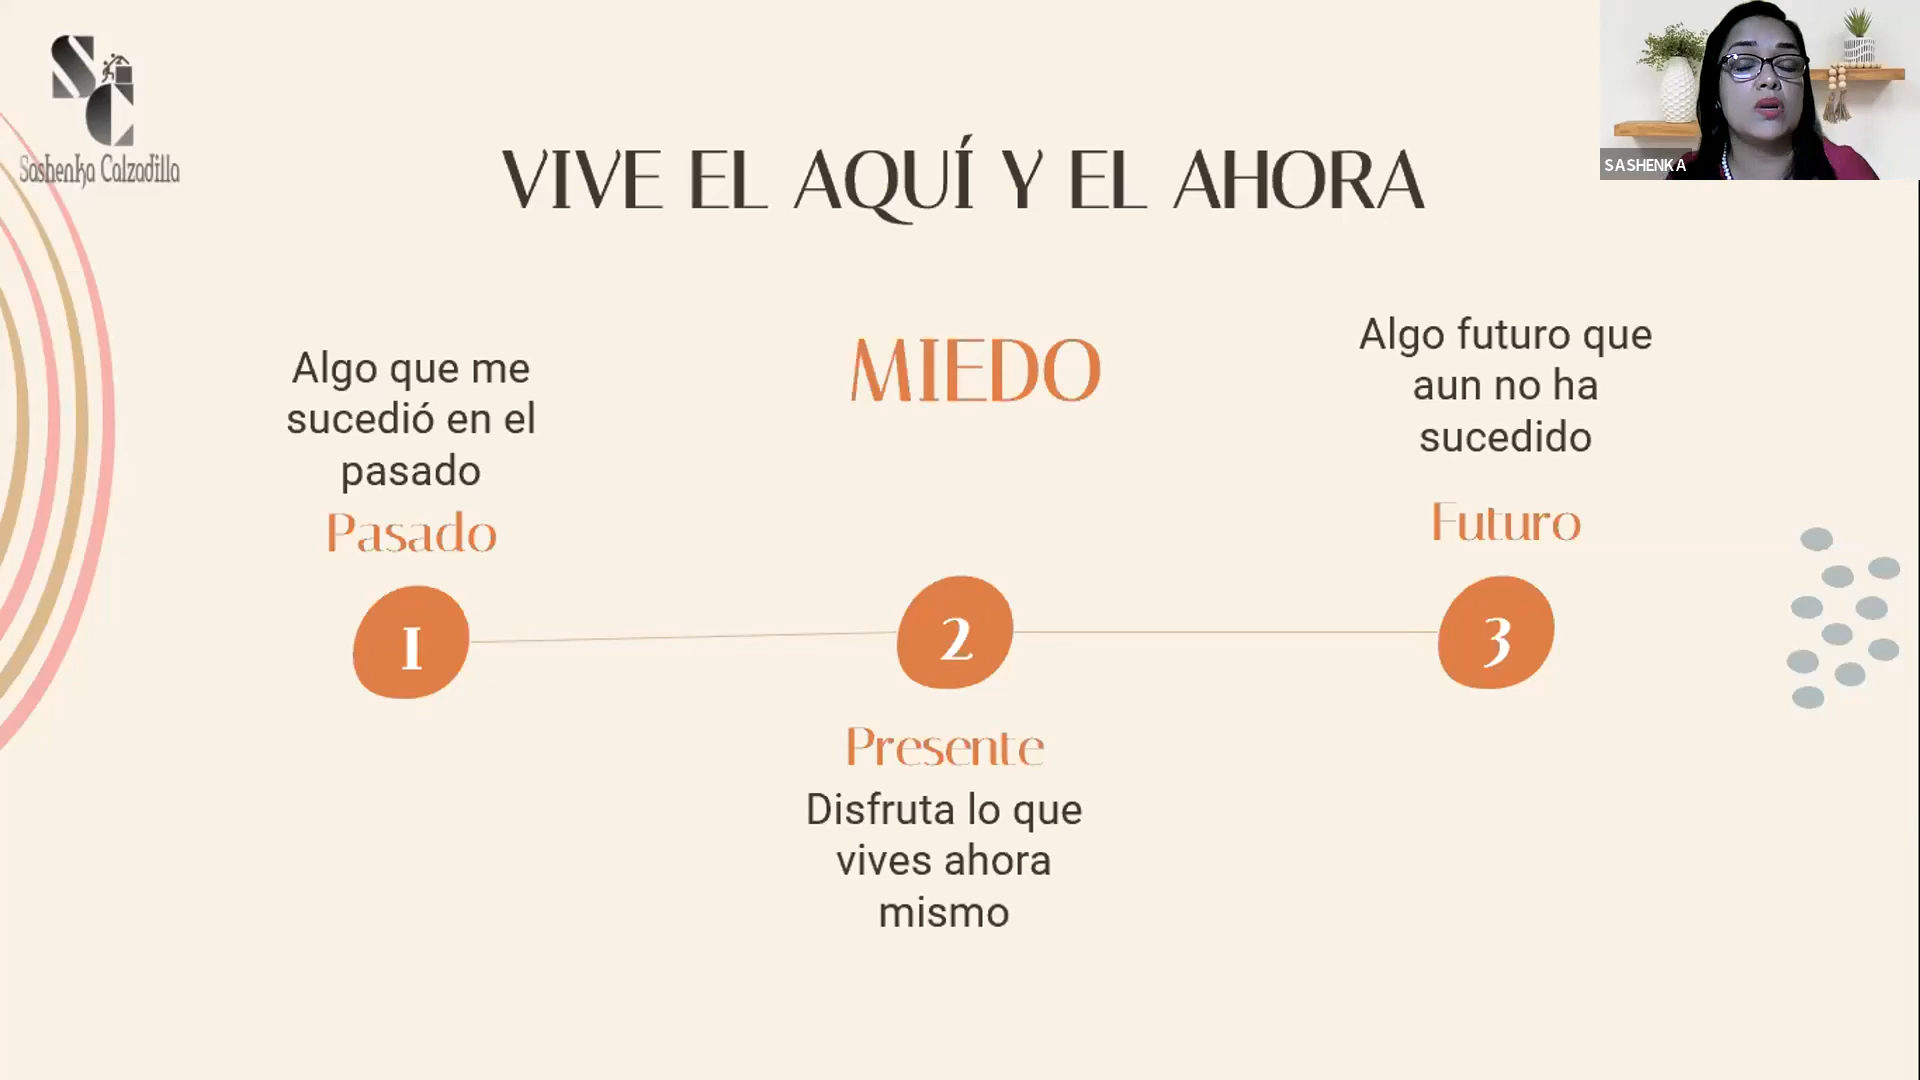 SC
Sashenka Calzadilla
SASHENKA
VIVE EL AQUÍ Y EL AHORA
MIEDO
Algo que me
sucedió en el
pasado
Pasado
1
2
Presente
Disfruta lo que
vives ahora
mismo
Algo futuro que
aun no ha
sucedido
Futuro
3